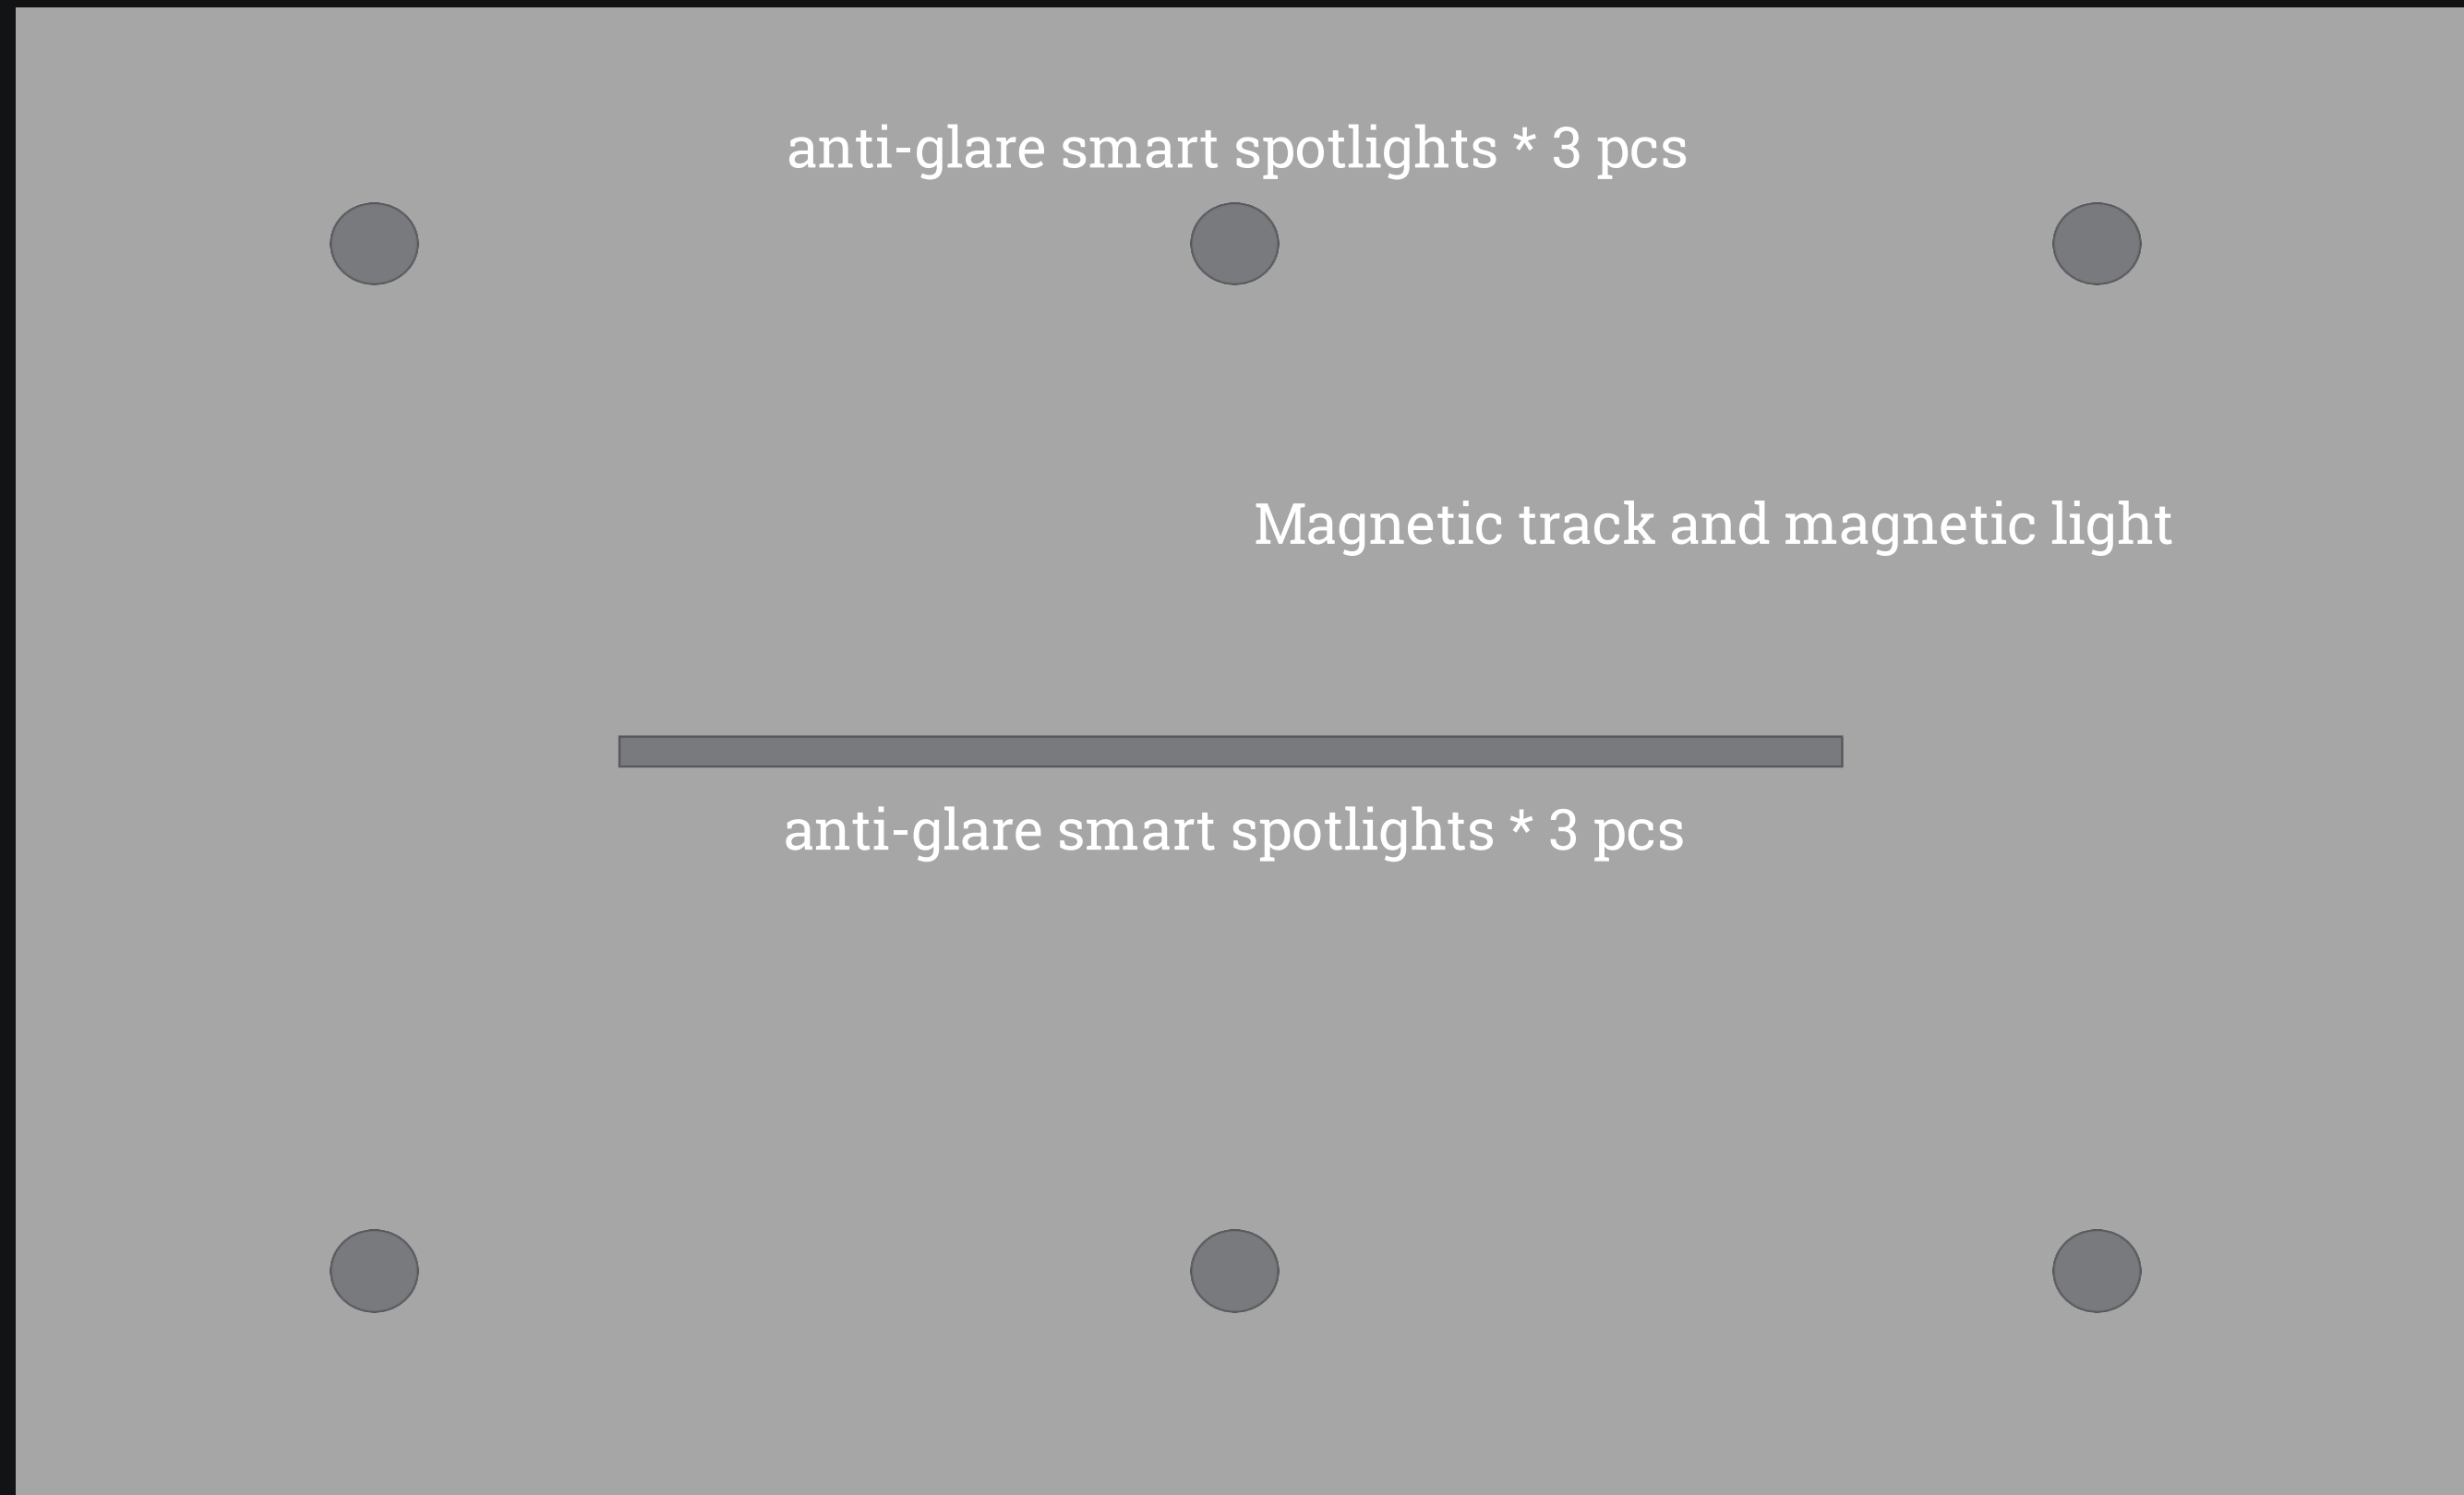 anti-glare smart spotlights * 3 pcs
Magnetic track and magnetic light
anti-glare smart spotlights * 3 pcs